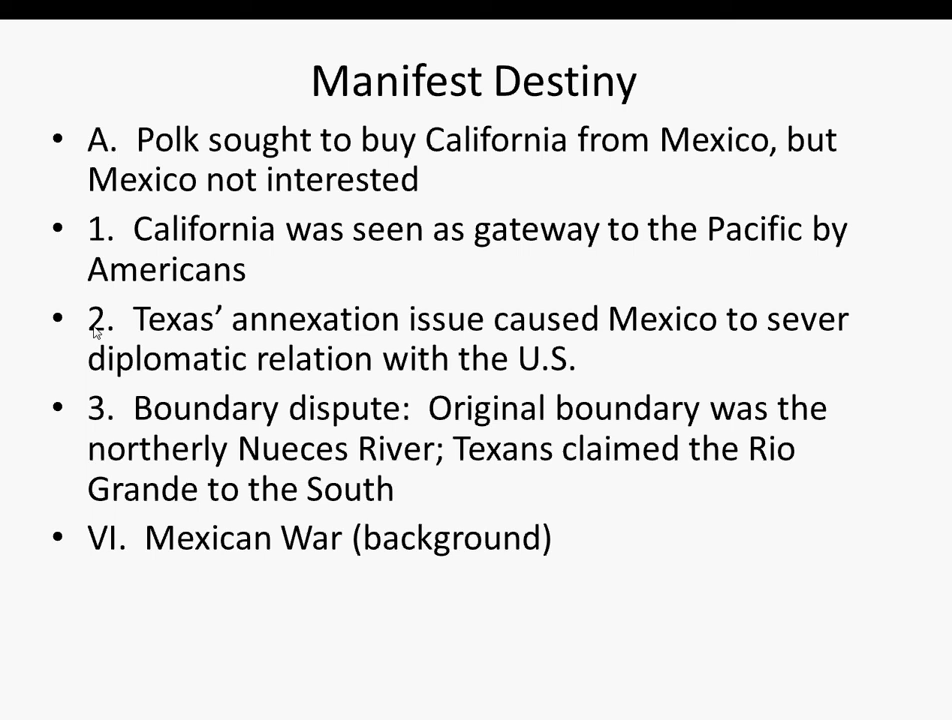 Manifest Destiny
• A.  Polk sought to buy California from Mexico, but
Mexico not interested
• 1.  California was seen as gateway to the Pacific by
Americans
• 2.  Texas’ annexation issue caused Mexico to sever
diplomatic relation with the U.S.
• 3.  Boundary dispute:  Original boundary was the
northerly Nueces River; Texans claimed the Rio
Grande to the South
• VI.  Mexican War (background)